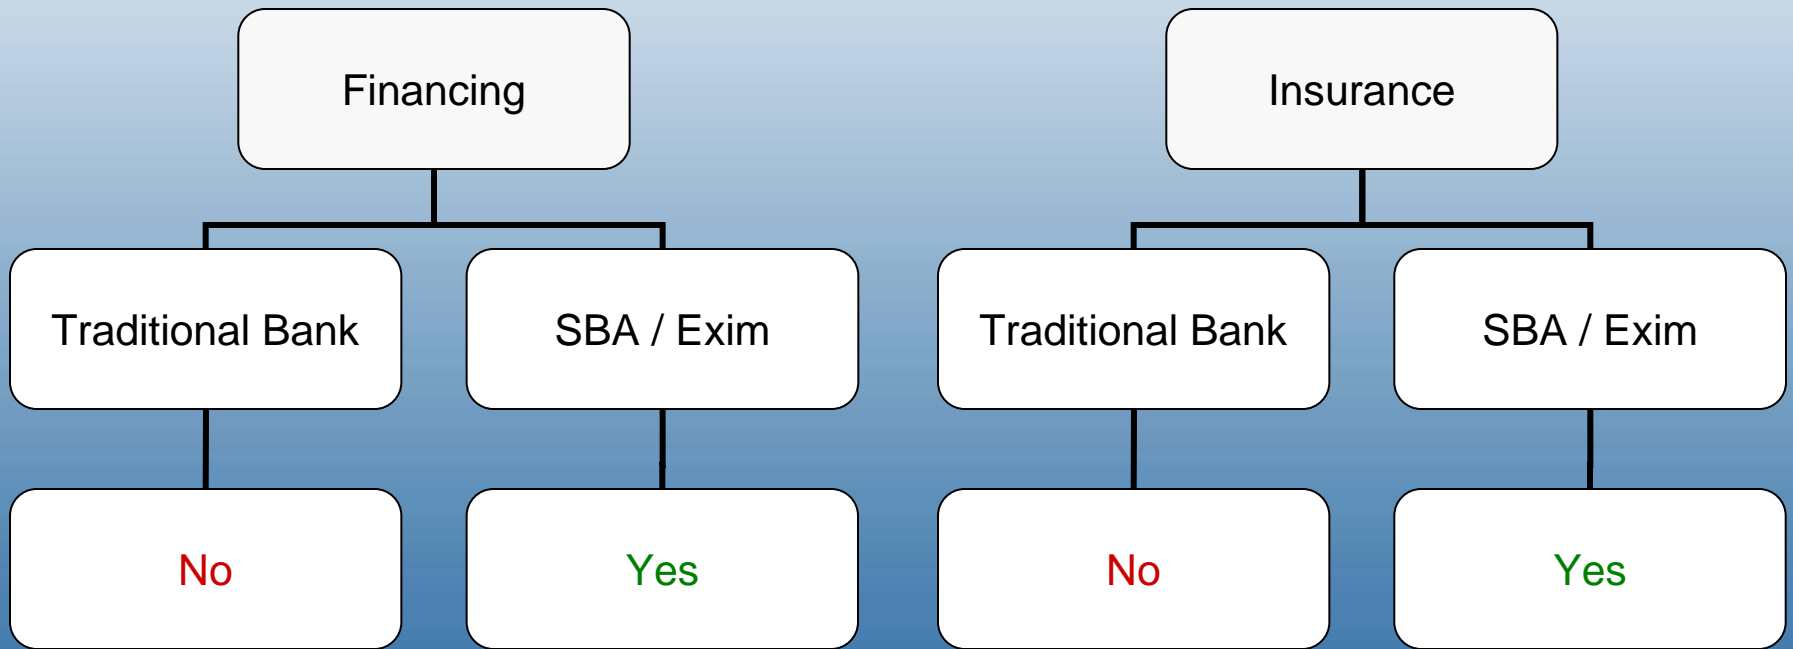 Financing
Insurance
Traditional Bank
SBA / Exim
Traditional Bank
SBA / Exim
No
Yes
No
Yes